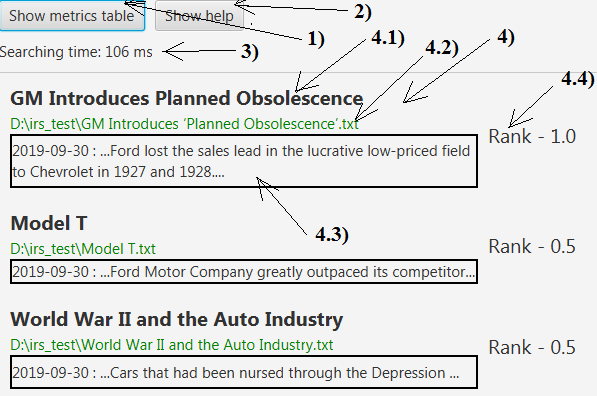 Show metrics table Show help 2)
1)
Searching time: 106 ms 3) 4.1) 4.2) 4)
4.4)
GM Introduces Planned Obsolescence
D:\irs_test\GM Introduces 'Planned Obsolescence'.txt
Rank - 1.0
2019-09-30 : ...Ford lost the sales lead in the lucrative low-priced field
to Chevrolet in 1927 and 1928....
4.3)
Model T
D:\irs_test\Model T.txt
Rank - 0.5
2019-09-30 : ...Ford Motor Company greatly outpaced its competitor...
World War II and the Auto Industry
D:\irs_test\World War II and the Auto Industry.txt
Rank - 0.5
2019-09-30 : ...Cars that had been nursed through the Depression ...